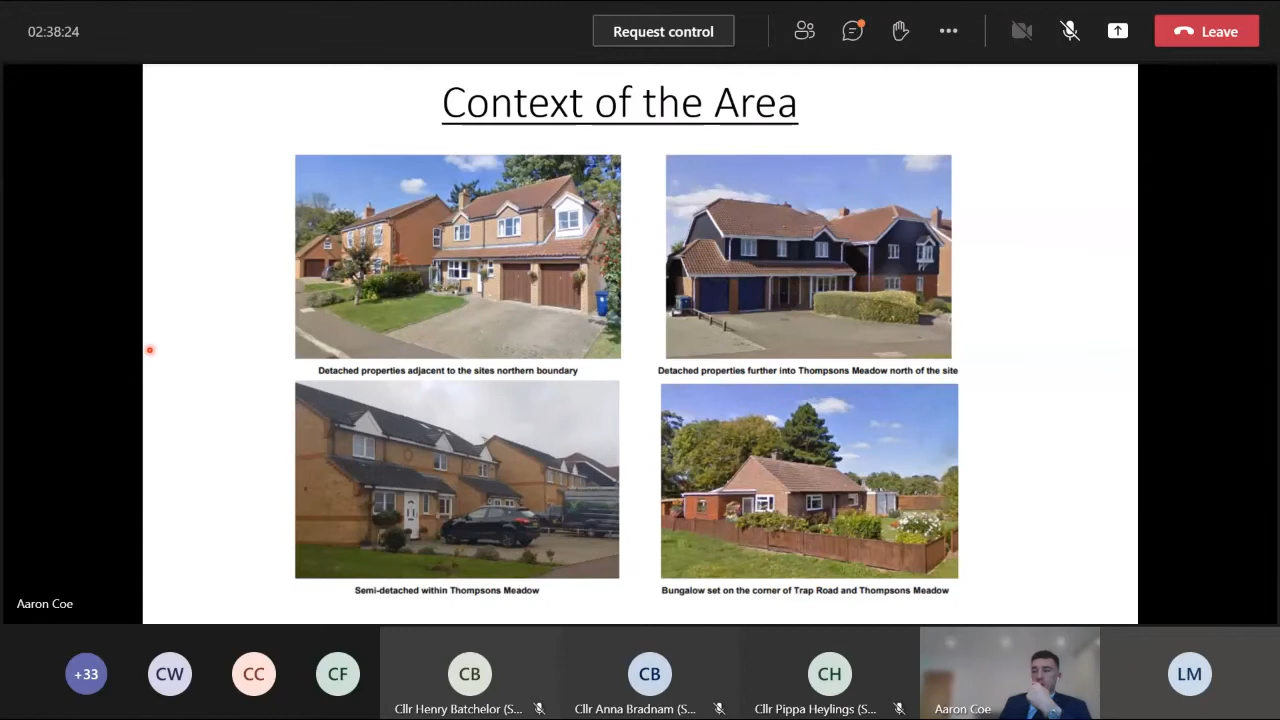 02:38:24
Request control
Leave
Context of the Area
Detached properties adjacent to the sites northern boundary
Detached properties further into Thompsons Meadow north of the site
Semi-detached within Thompsons Meadow
Bungalow set on the corner of Trap Road and Thompsons Meadow
Aaron Coe
+33
CW
CC
CF
CB
CB
CH
LM
Cllr Henry Batchelor (S...
Cllr Anna Bradnam (S...
Cllr Pippa Heylings (S...
Aaron Coe